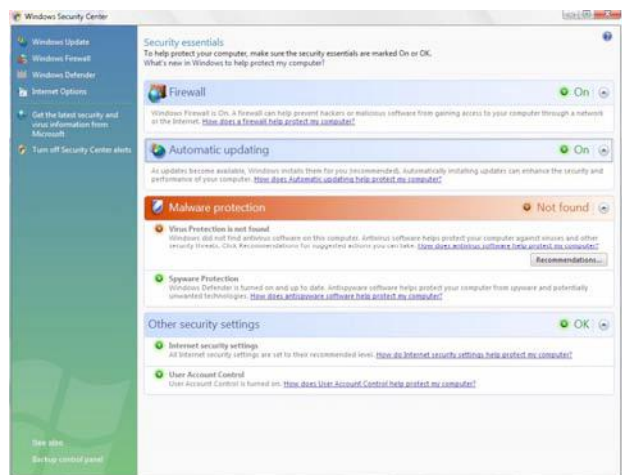 Windows Security Center
Windows Update
Windows Firewall
Windows Defender
Internet Options
Get the latest security and
virus information from
Microsoft
Turn off Security Center alerts
See also
Backup control panel
Security essentials
To help protect your computer, make sure the security essentials are marked On or OK.
What's new in Windows to help protect my computer?
Firewall On
Windows Firewall is On. A firewall can help prevent hackers or malicious software from gaining access to your computer through a network
or the Internet. How does a firewall help protect my computer?
Automatic updating On
As updates become available, Windows installs them for you (recommended). Automatically installing updates can enhance the security and
performance of your computer. How does Automatic updating help protect my computer?
Malware protection Not found
Virus Protection is not found
Windows did not find antivirus software on this computer. Antivirus software helps protect your computer against viruses and other
security threats. Click Recommendations for suggested actions you can take. How does antivirus software help protect my computer?
Recommendations...
Spyware Protection
Windows Defender is turned on and up to date. Antispyware software helps protect your computer from spyware and potentially
unwanted technologies. How does antispyware software help protect my computer?
Other security settings OK
Internet security settings
All Internet security settings are set to their recommended level. How do Internet security settings help protect my computer?
User Account Control
User Account Control is turned on. How does User Account Control help protect my computer?